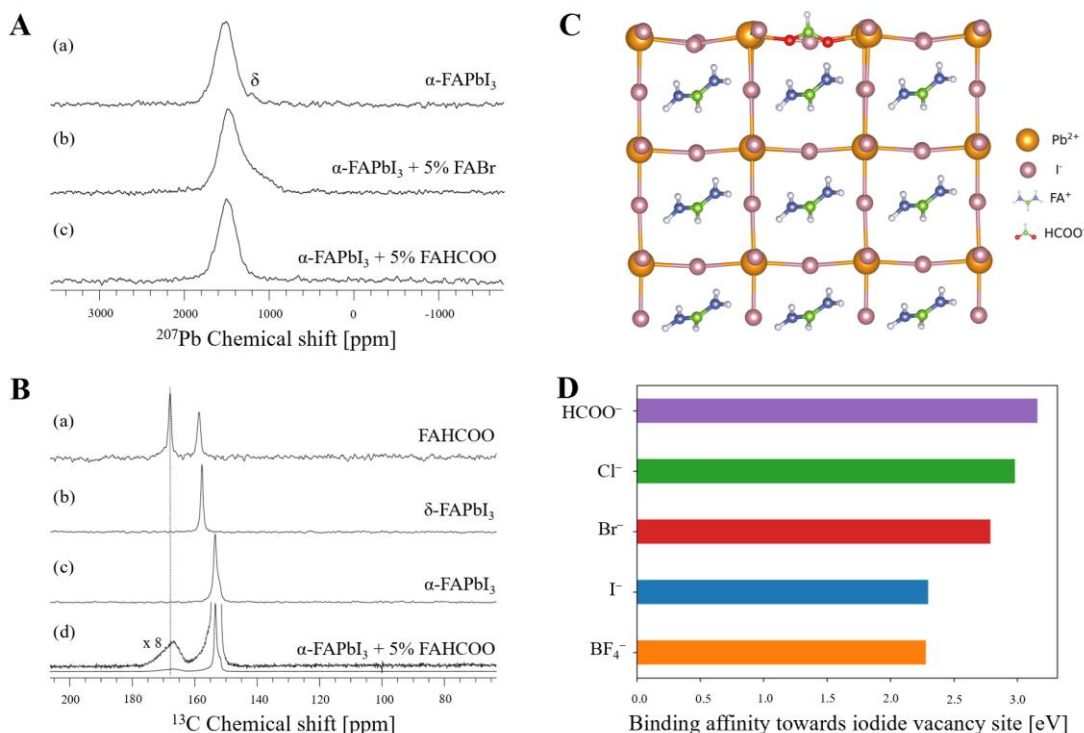 A
(a)
δ
α-FAPbI₃
(b)
α-FAPbI₃ + 5% FABr
(c)
α-FAPbI₃ + 5% FAHCOO
3000 2000 1000 0 -1000
²⁰⁷Pb Chemical shift [ppm]
B
(a)
FAHCOO
(b)
δ-FAPbI₃
(c)
α-FAPbI₃
(d)
x 8
α-FAPbI₃ + 5% FAHCOO
200 180 160 140 120 100 80
¹³C Chemical shift [ppm]
C
Pb²⁺
I⁻
FA⁺
HCOO⁻
D
HCOO⁻
Cl⁻
Br⁻
I⁻
BF₄⁻
0.0 0.5 1.0 1.5 2.0 2.5 3.0
Binding affinity towards iodide vacancy site [eV]